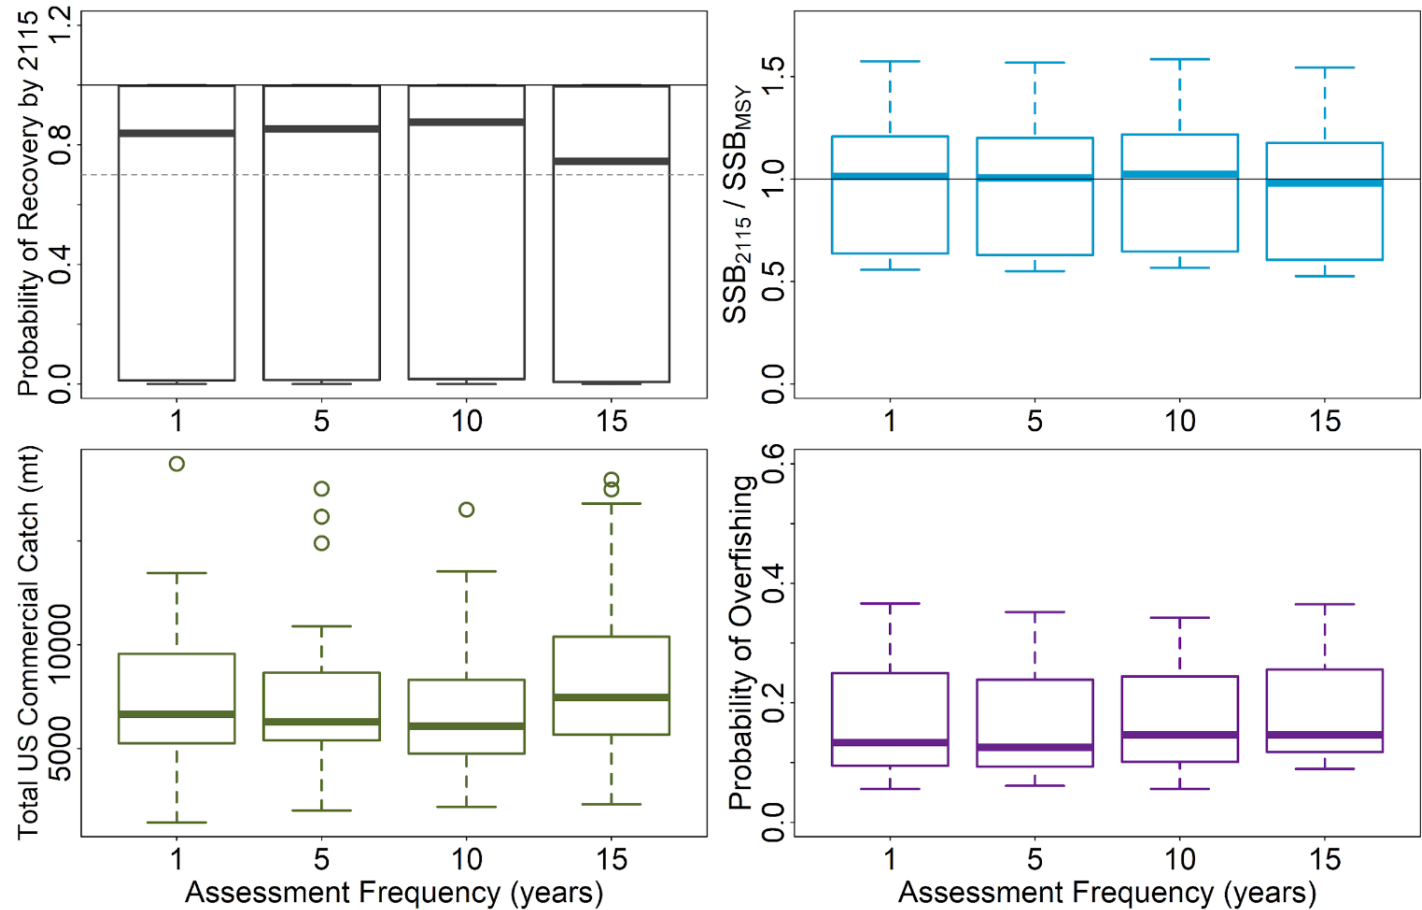 Probability of Recovery by 2115
0.0 0.4 0.8 1.2
1 5 10 15
SSB2115 / SSBMSY
0.0 0.5 1.0 1.5
1 5 10 15
Total US Commercial Catch (mt)
5000 10000
1 5 10 15
Assessment Frequency (years)
Probability of Overfishing
0.0 0.2 0.4 0.6
1 5 10 15
Assessment Frequency (years)